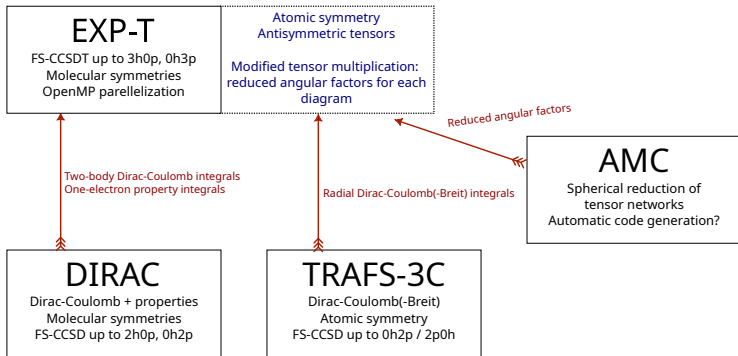 EXP-T
FS-CCSDT up to 3h0p, 0h3p
Molecular symmetries
OpenMP parellelization
Atomic symmetry
Antisymmetric tensors
Modified tensor multiplication:
reduced angular factors for each
diagram
Reduced angular factors
AMC
Spherical reduction of
tensor networks
Automatic code generation?
Two-body Dirac-Coulomb integrals
One-electron property integrals
Radial Dirac-Coulomb(-Breit) integrals
DIRAC
Dirac-Coulomb + properties
Molecular symmetries
FS-CCSD up to 2h0p, 0h2p
TRAFS-3C
Dirac-Coulomb(-Breit)
Atomic symmetry
FS-CCSD up to 0h2p / 2p0h